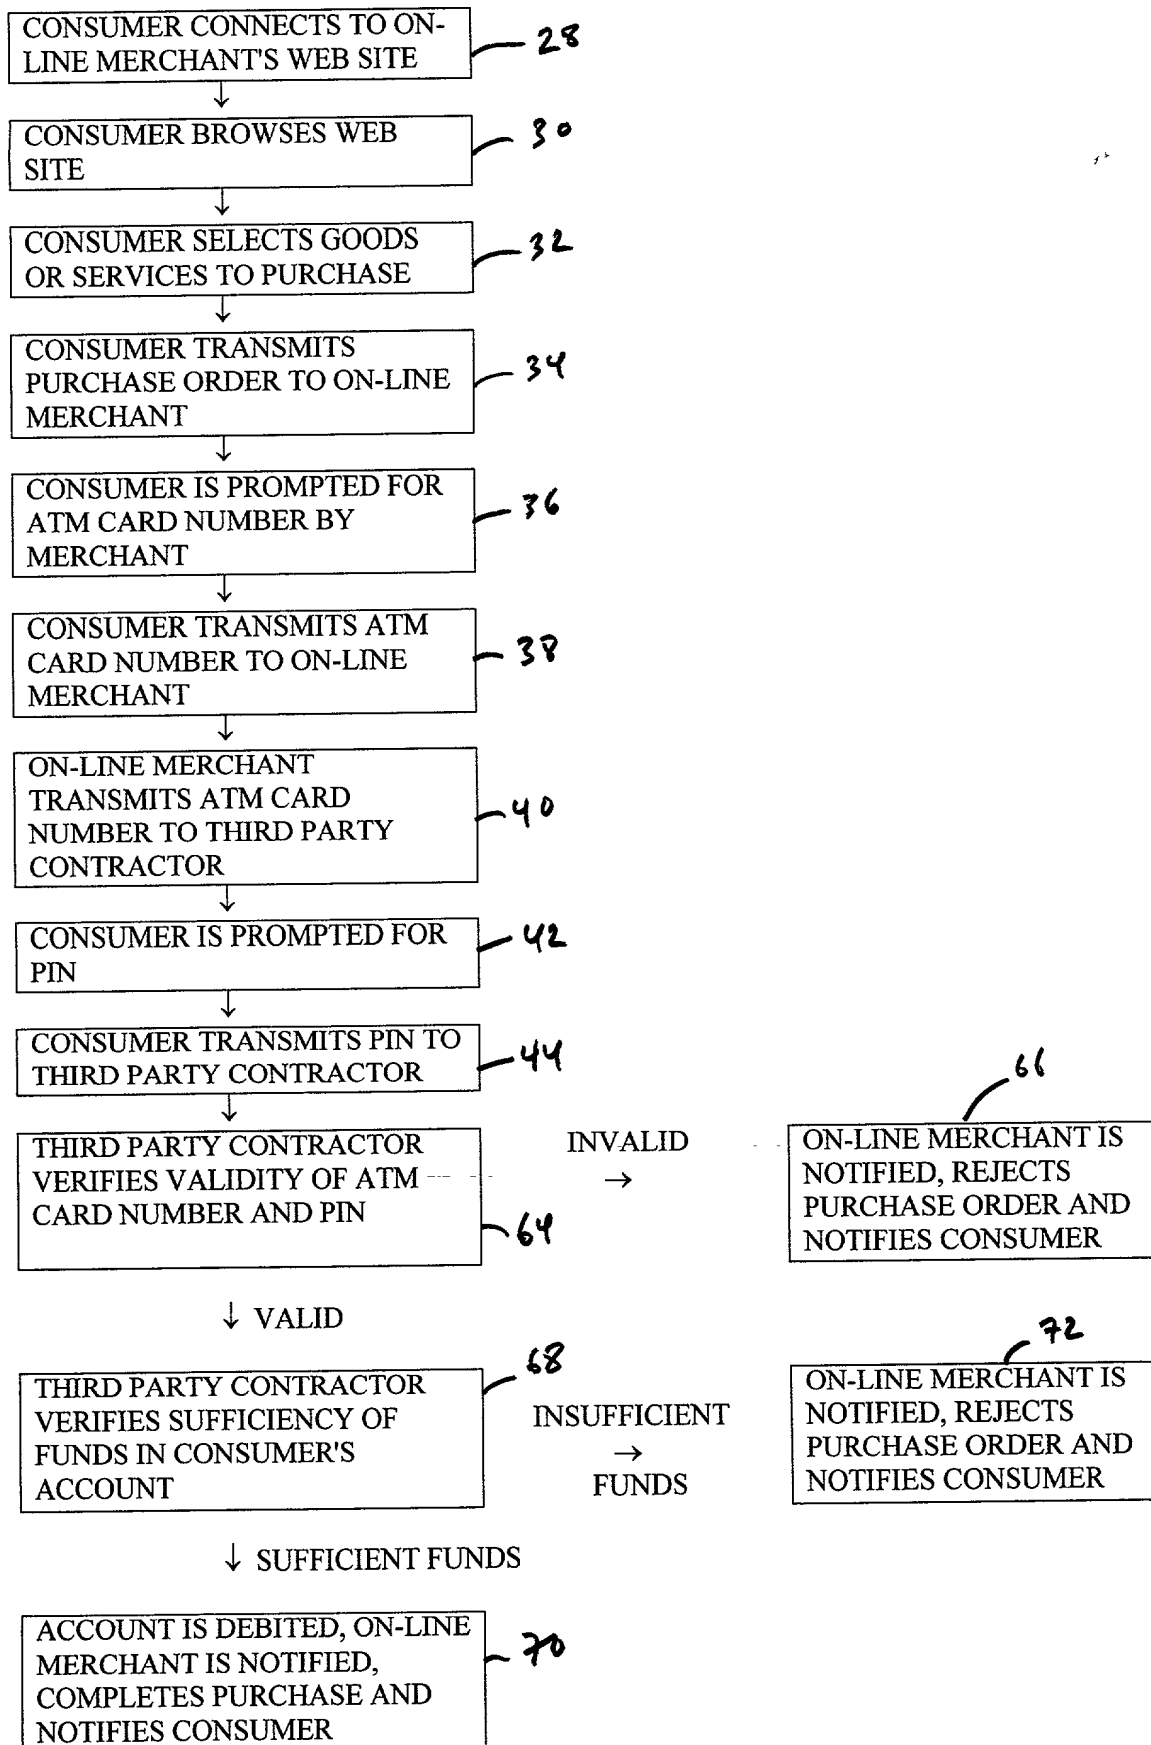 CONSUMER CONNECTS TO ON-
LINE MERCHANT'S WEB SITE
28
CONSUMER BROWSES WEB
SITE
30
CONSUMER SELECTS GOODS
OR SERVICES TO PURCHASE
32
CONSUMER TRANSMITS
PURCHASE ORDER TO ON-LINE
MERCHANT
34
CONSUMER IS PROMPTED FOR
ATM CARD NUMBER BY
MERCHANT
36
CONSUMER TRANSMITS ATM
CARD NUMBER TO ON-LINE
MERCHANT
38
ON-LINE MERCHANT
TRANSMITS ATM CARD
NUMBER TO THIRD PARTY
CONTRACTOR
40
CONSUMER IS PROMPTED FOR
PIN
42
CONSUMER TRANSMITS PIN TO
THIRD PARTY CONTRACTOR
44
THIRD PARTY CONTRACTOR
VERIFIES VALIDITY OF ATM
CARD NUMBER AND PIN
64
INVALID
→
66
ON-LINE MERCHANT IS
NOTIFIED, REJECTS
PURCHASE ORDER AND
NOTIFIES CONSUMER
↓ VALID
THIRD PARTY CONTRACTOR
VERIFIES SUFFICIENCY OF
FUNDS IN CONSUMER'S
ACCOUNT
68
INSUFFICIENT
→
FUNDS
72
ON-LINE MERCHANT IS
NOTIFIED, REJECTS
PURCHASE ORDER AND
NOTIFIES CONSUMER
↓ SUFFICIENT FUNDS
ACCOUNT IS DEBITED, ON-LINE
MERCHANT IS NOTIFIED,
COMPLETES PURCHASE AND
NOTIFIES CONSUMER
70